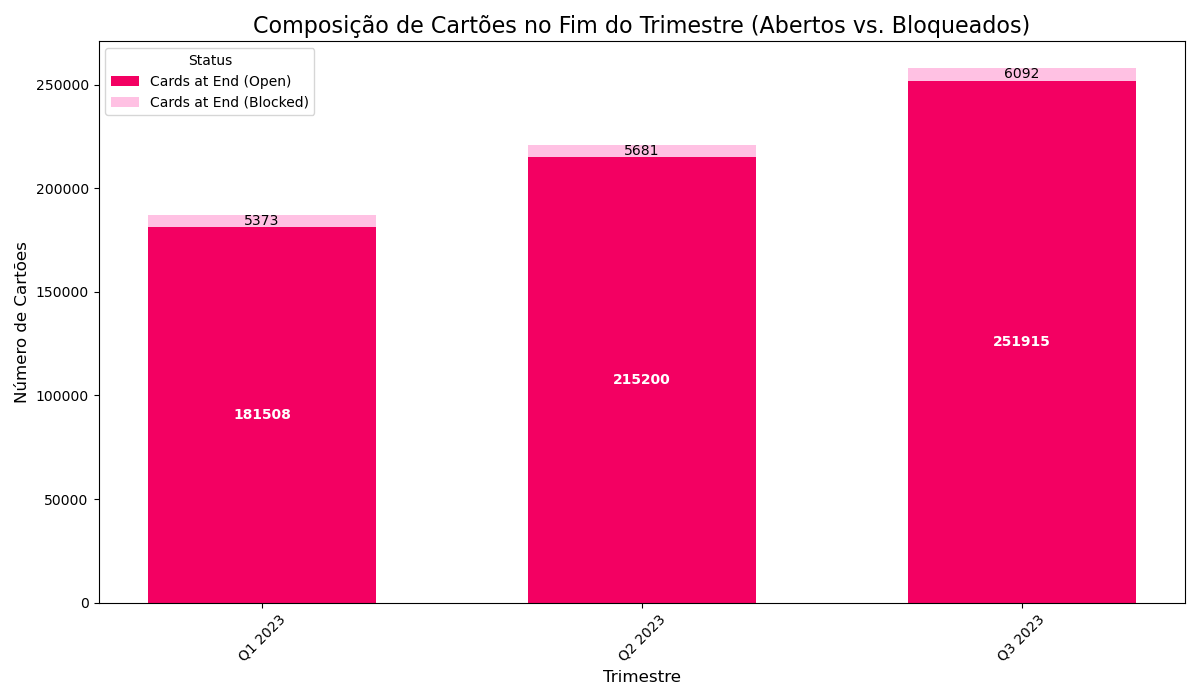 Composição de Cartões no Fim do Trimestre (Abertos vs. Bloqueados)
Status
Cards at End (Open)
Cards at End (Blocked)
Número de Cartões
250000
200000
150000
100000
50000
0
5373
181508
5681
215200
6092
251915
Q1 2023
Q2 2023
Q3 2023
Trimestre